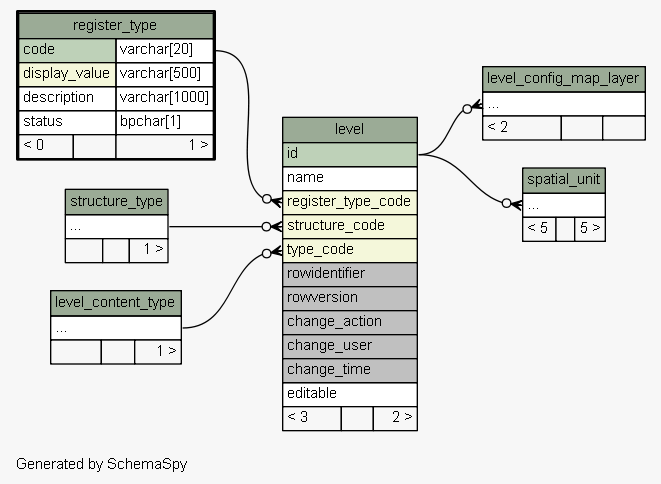 register_type
code varchar[20]
display_value varchar[500]
description varchar[1000]
status bpchar[1]
< 0 1 >
structure_type
...
1 >
level_content_type
...
1 >
level
id
name
register_type_code
structure_code
type_code
rowidentifier
rowversion
change_action
change_user
change_time
editable
< 3 2 >
level_config_map_layer
...
< 2
spatial_unit
...
< 5 5 >
Generated by SchemaSpy